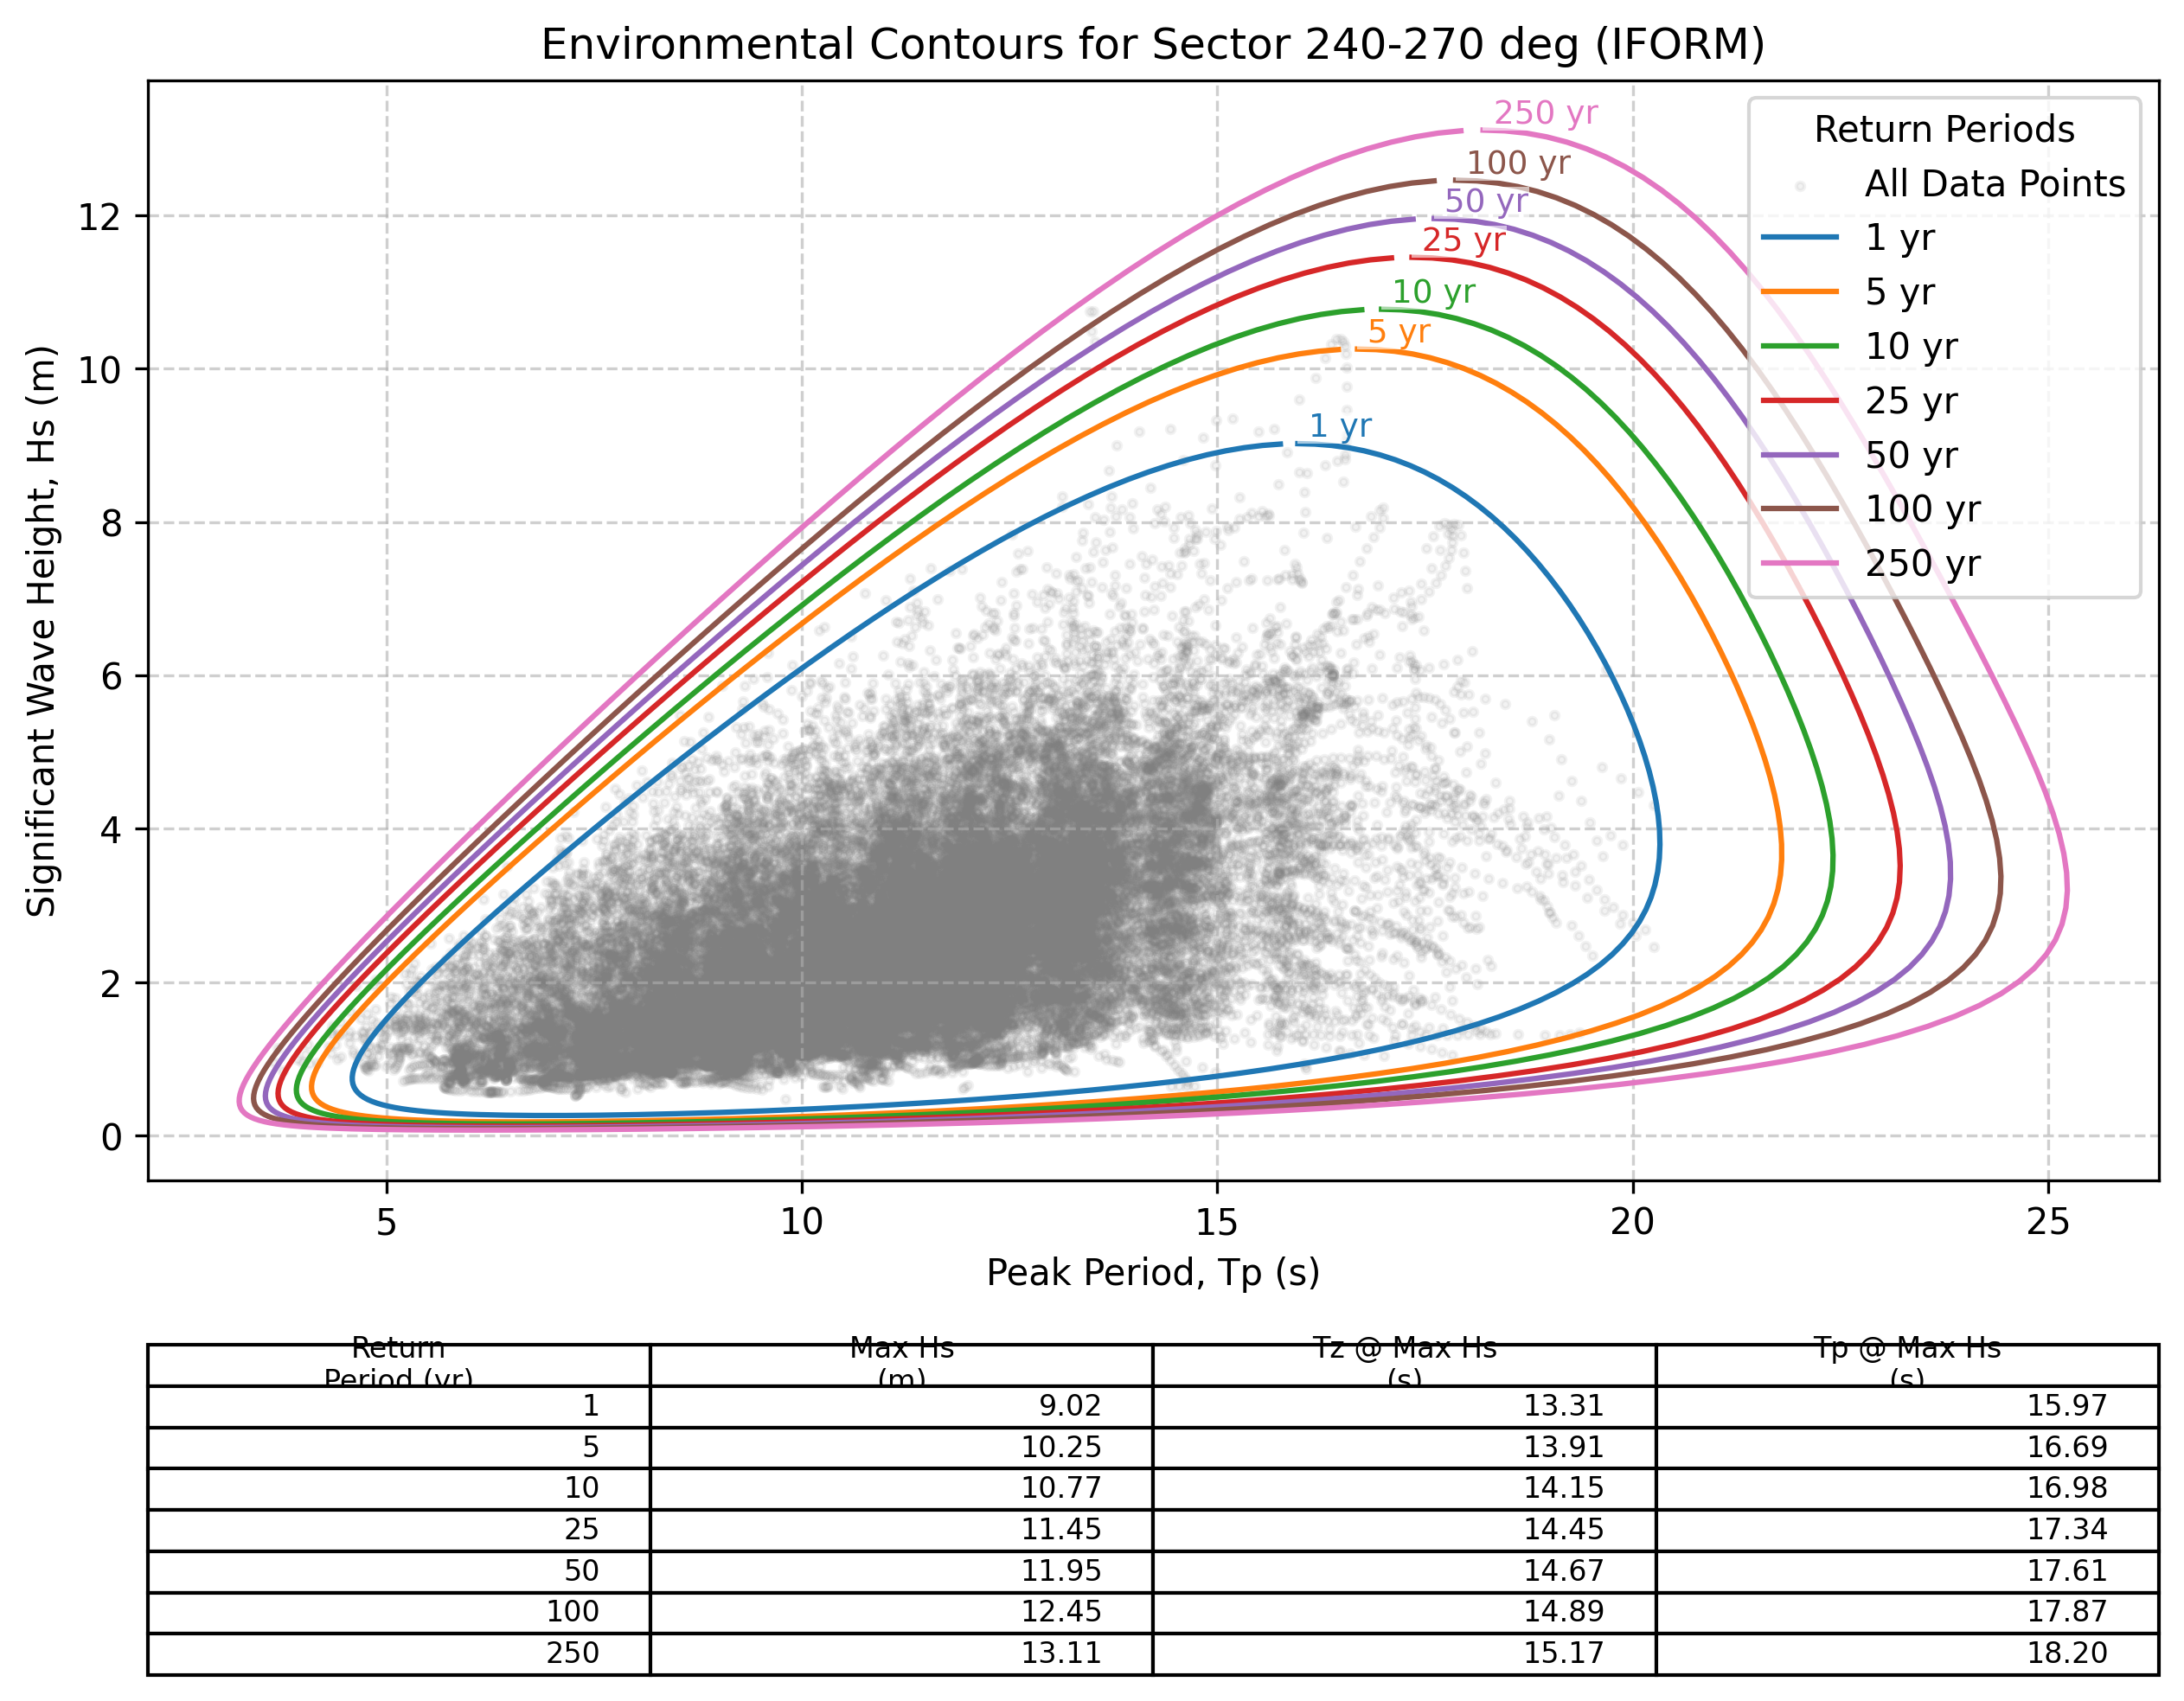 Environmental Contours for Sector 240-270 deg (IFORM)
Significant Wave Height, Hs (m)
12
10
8
6
4
2
0
250 yr
100 yr
50 yr
25 yr
10 yr
5 yr
1 yr
Return Periods
All Data Points
1 yr
5 yr
10 yr
25 yr
50 yr
100 yr
250 yr
5 10 15 20 25
Peak Period, Tp (s)
Return Max Hs Tz @ Max Hs Tp @ Max Hs
Period (yr) (m) (s) (s)
1 9.02 13.31 15.97
5 10.25 13.91 16.69
10 10.77 14.15 16.98
25 11.45 14.45 17.34
50 11.95 14.67 17.61
100 12.45 14.89 17.87
250 13.11 15.17 18.20